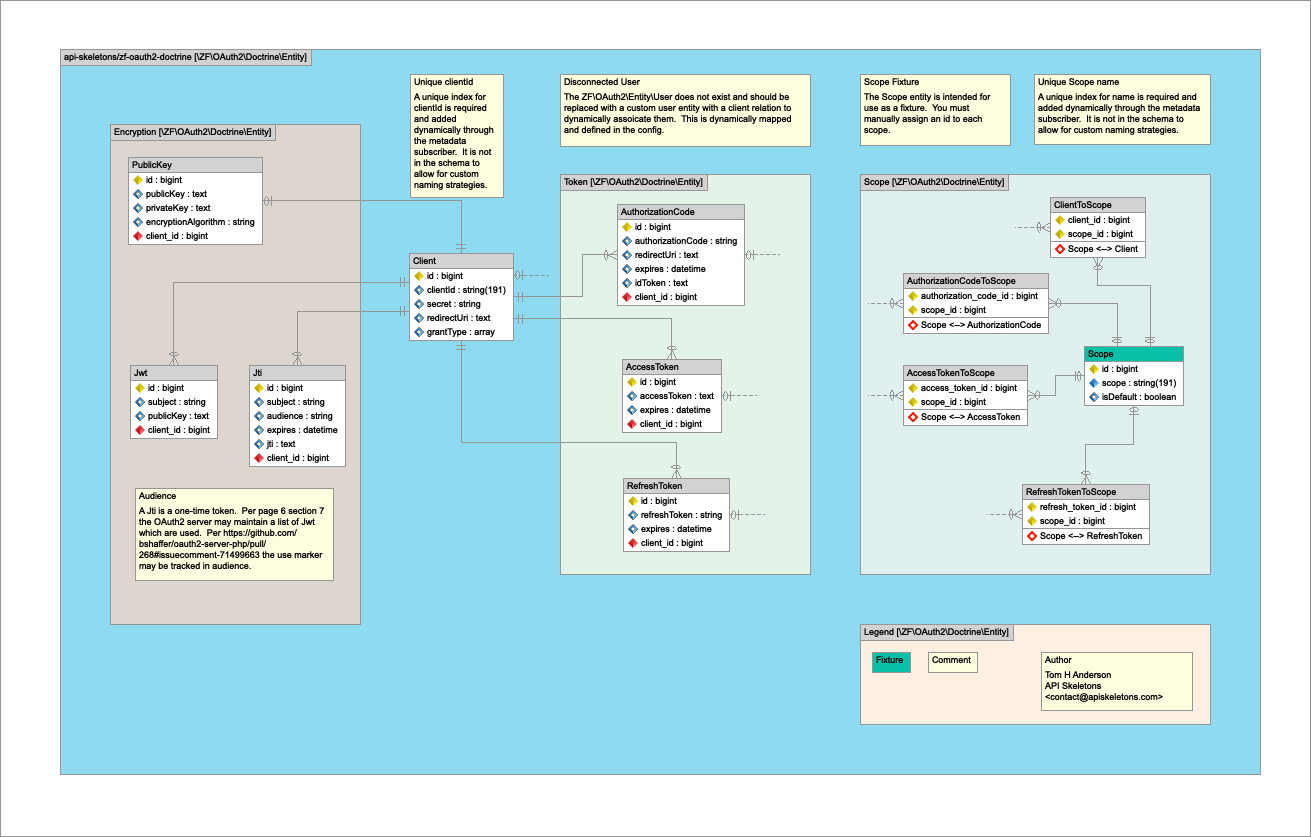 api-skeletons/zf-oauth2-doctrine [\ZF\OAuth2\Doctrine\Entity]
Unique clientId
A unique index for
clientId is required
and added
dynamically through
the metadata
subscriber.  It is not
in the schema to
allow for custom
naming strategies.
Disconnected User
The ZF\OAuth2\Entity\User does not exist and should be
replaced with a custom user entity with a client relation to
dynamically assoicate them.  This is dynamically mapped
and defined in the config.
Scope Fixture
The Scope entity is intended for
use as a fixture.  You must
manually assign an id to each
scope.
Unique Scope name
A unique index for name is required and
added dynamically through the metadata
subscriber.  It is not in the schema to
allow for custom naming strategies.
Encryption [\ZF\OAuth2\Doctrine\Entity]
PublicKey
id : bigint
publicKey : text
privateKey : text
encryptionAlgorithm : string
client_id : bigint
Client
id : bigint
clientId : string(191)
secret : string
redirectUri : text
grantType : array
Jwt
id : bigint
subject : string
publicKey : text
client_id : bigint
Jti
id : bigint
subject : string
audience : string
expires : datetime
jti : text
client_id : bigint
Audience
A Jti is a one-time token.  Per page 6 section 7
the OAuth2 server may maintain a list of Jwt
which are used.  Per https://github.com/
bshaffer/oauth2-server-php/pull/
268#issuecomment-71499663 the use marker
may be tracked in audience.
Token [\ZF\OAuth2\Doctrine\Entity]
AuthorizationCode
id : bigint
authorizationCode : string
redirectUri : text
expires : datetime
idToken : text
client_id : bigint
AccessToken
id : bigint
accessToken : text
expires : datetime
client_id : bigint
RefreshToken
id : bigint
refreshToken : string
expires : datetime
client_id : bigint
Scope [\ZF\OAuth2\Doctrine\Entity]
ClientToScope
client_id : bigint
scope_id : bigint
Scope <--> Client
AuthorizationCodeToScope
authorization_code_id : bigint
scope_id : bigint
Scope <--> AuthorizationCode
Scope
id : bigint
scope : string(191)
isDefault : boolean
AccessTokenToScope
access_token_id : bigint
scope_id : bigint
Scope <--> AccessToken
RefreshTokenToScope
refresh_token_id : bigint
scope_id : bigint
Scope <--> RefreshToken
Legend [\ZF\OAuth2\Doctrine\Entity]
Fixture
Comment
Author
Tom H Anderson
API Skeletons
<contact@apiskeletons.com>